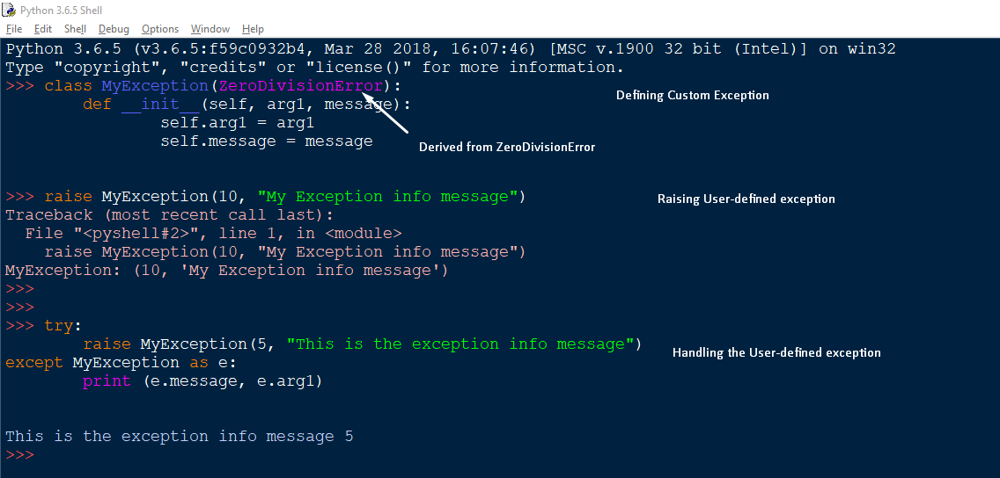 Python 3.6.5 Shell
File Edit Shell Debug Options Window Help
Python 3.6.5 (v3.6.5:f59c0932b4, Mar 28 2018, 16:07:46) [MSC v.1900 32 bit (Intel)] on win32
Type "copyright", "credits" or "license()" for more information.
>>> class MyException(ZeroDivisionError):
Defining Custom Exception
        def __init__(self, arg1, message):
                self.arg1 = arg1
                self.message = message
Derived from ZeroDivisionError
>>> raise MyException(10, "My Exception info message")
Raising User-defined exception
Traceback (most recent call last):
  File "<pyshell#2>", line 1, in <module>
    raise MyException(10, "My Exception info message")
MyException: (10, 'My Exception info message')
>>>
>>>
>>> try:
        raise MyException(5, "This is the exception info message")
Handling the User-defined exception
except MyException as e:
        print (e.message, e.arg1)
This is the exception info message 5
>>>